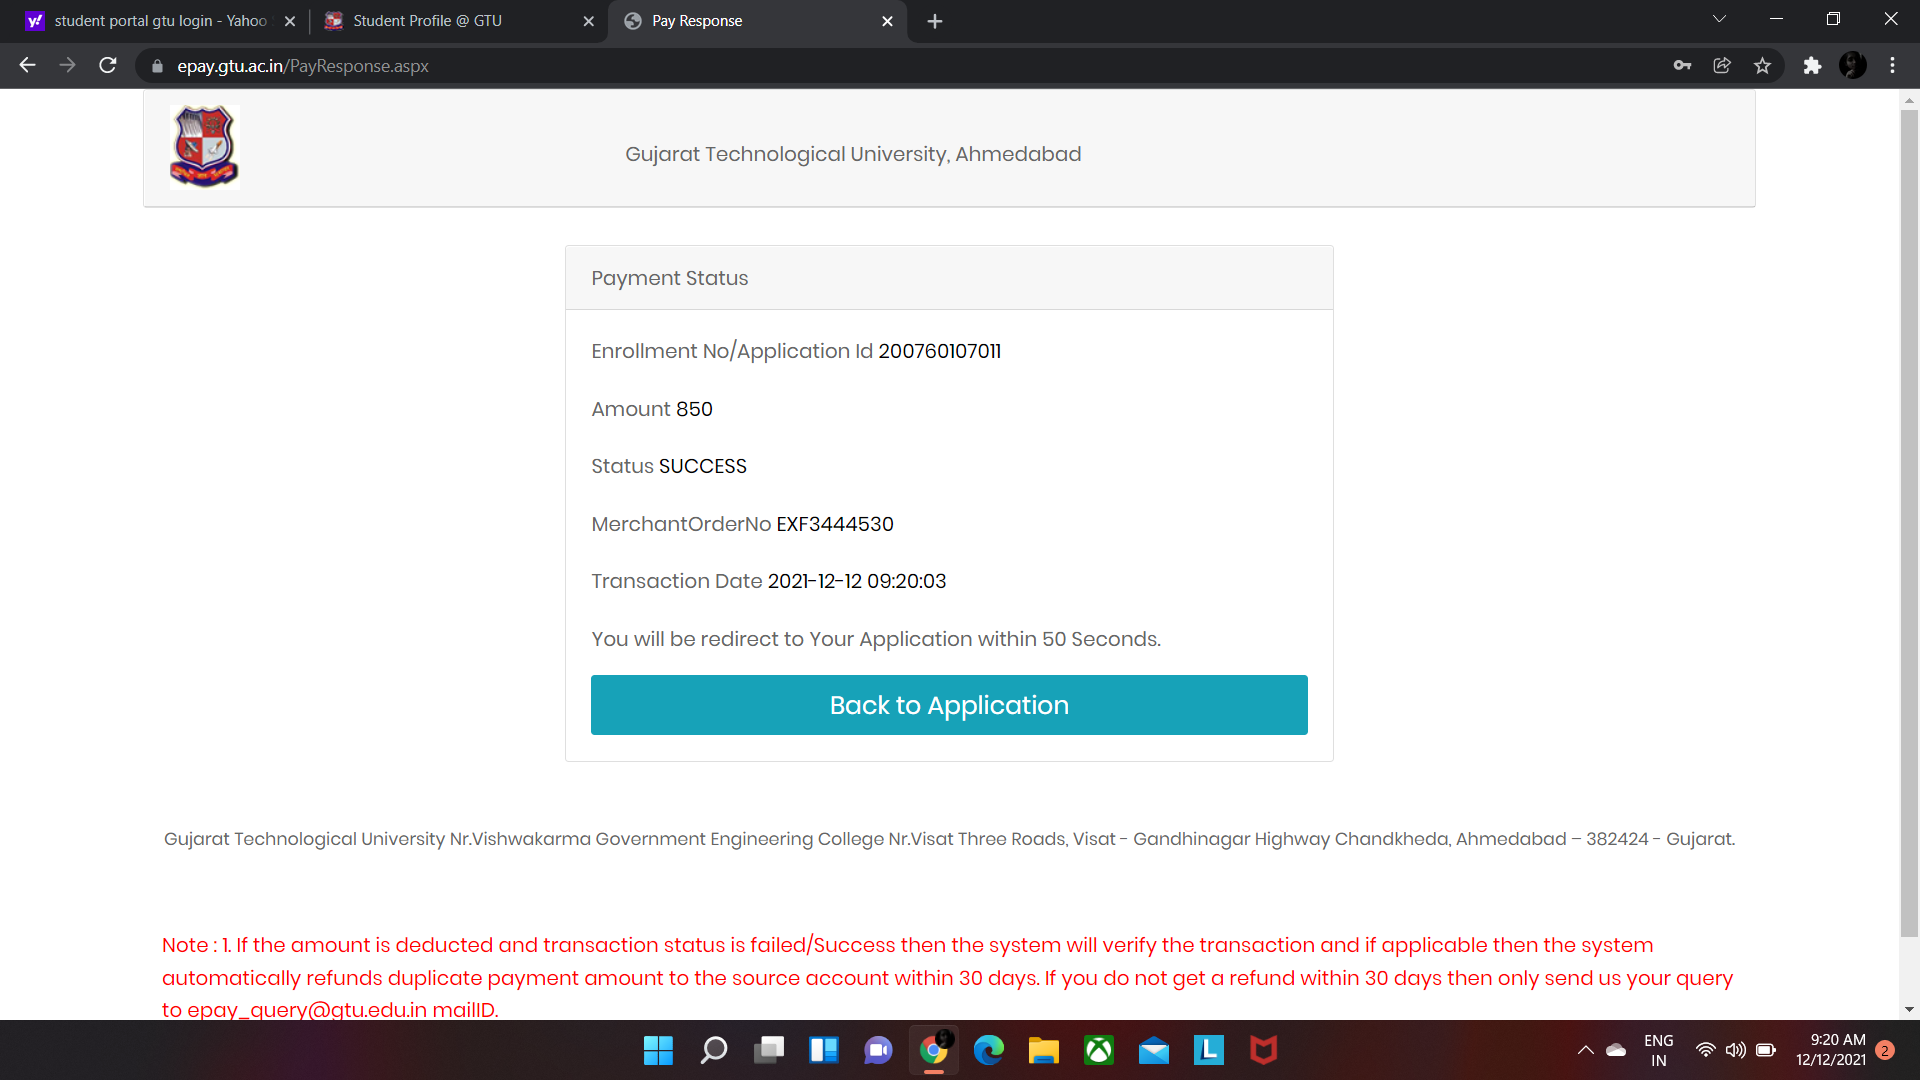 student portal gtu login - Yahoo
Student Profile @ GTU
Pay Response
epay.gtu.ac.in/PayResponse.aspx
Gujarat Technological University, Ahmedabad
Payment Status
Enrollment No/Application Id 200760107011
Amount 850
Status SUCCESS
MerchantOrderNo EXF3444530
Transaction Date 2021-12-12 09:20:03
You will be redirect to Your Application within 50 Seconds.
Back to Application
Gujarat Technological University Nr.Vishwakarma Government Engineering College Nr.Visat Three Roads, Visat - Gandhinagar Highway Chandkheda, Ahmedabad – 382424 - Gujarat.
Note : 1. If the amount is deducted and transaction status is failed/Success then the system will verify the transaction and if applicable then the system
automatically refunds duplicate payment amount to the source account within 30 days. If you do not get a refund within 30 days then only send us your query
to epay_query@gtu.edu.in mailID.
ENG
IN
9:20 AM
12/12/2021
2